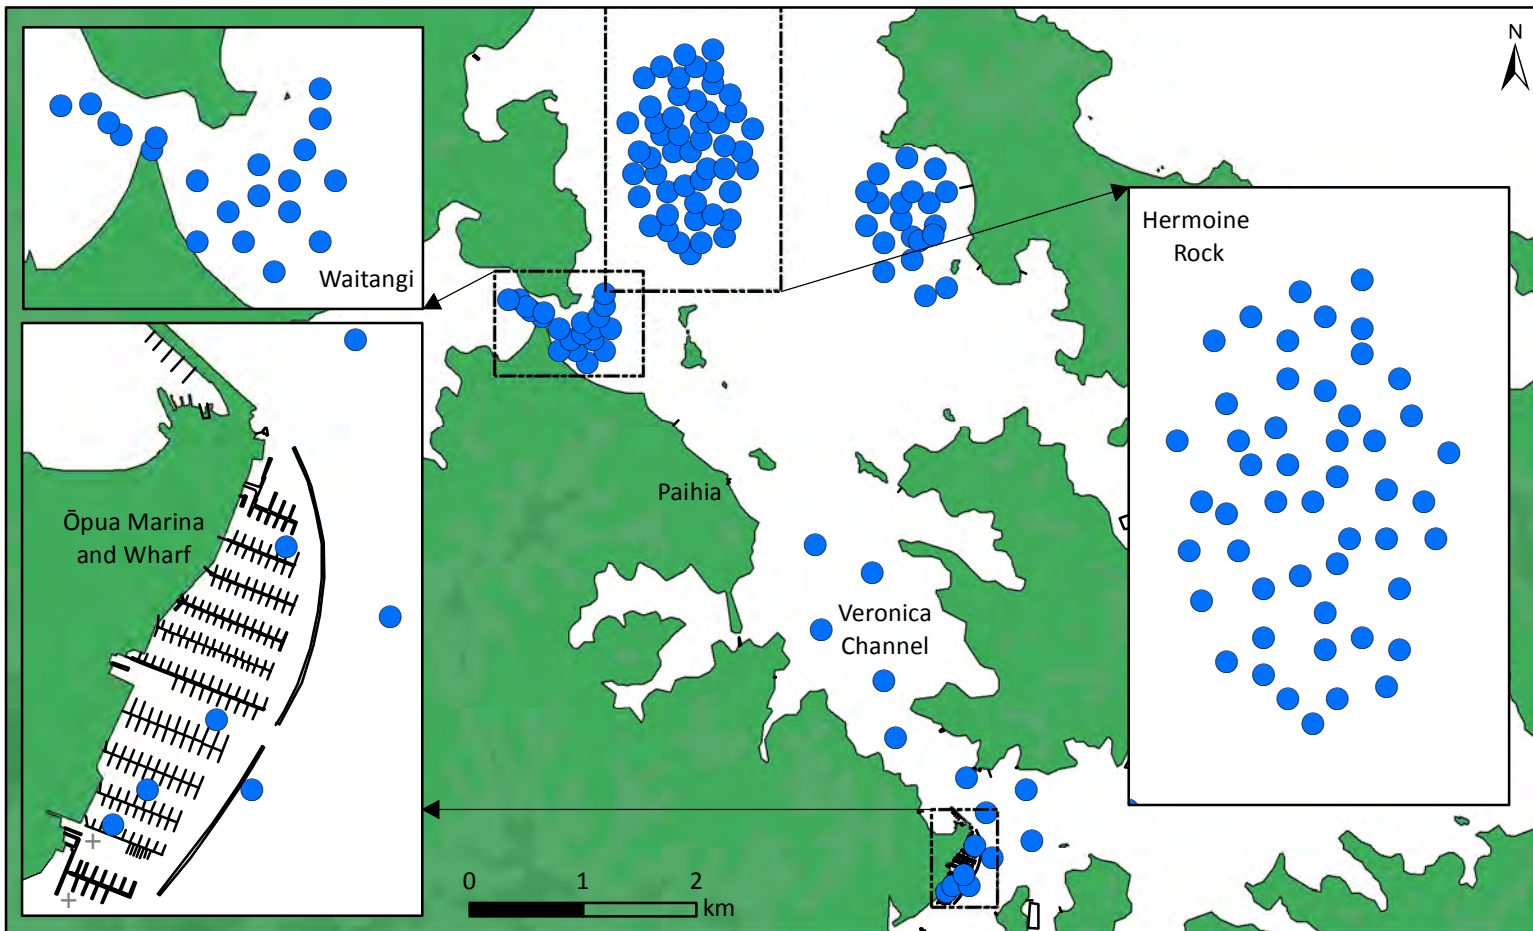 N
Waitangi
Hermoine
Rock
Ōpua Marina
and Wharf
Paihia
Veronica
Channel
0 1 2
km